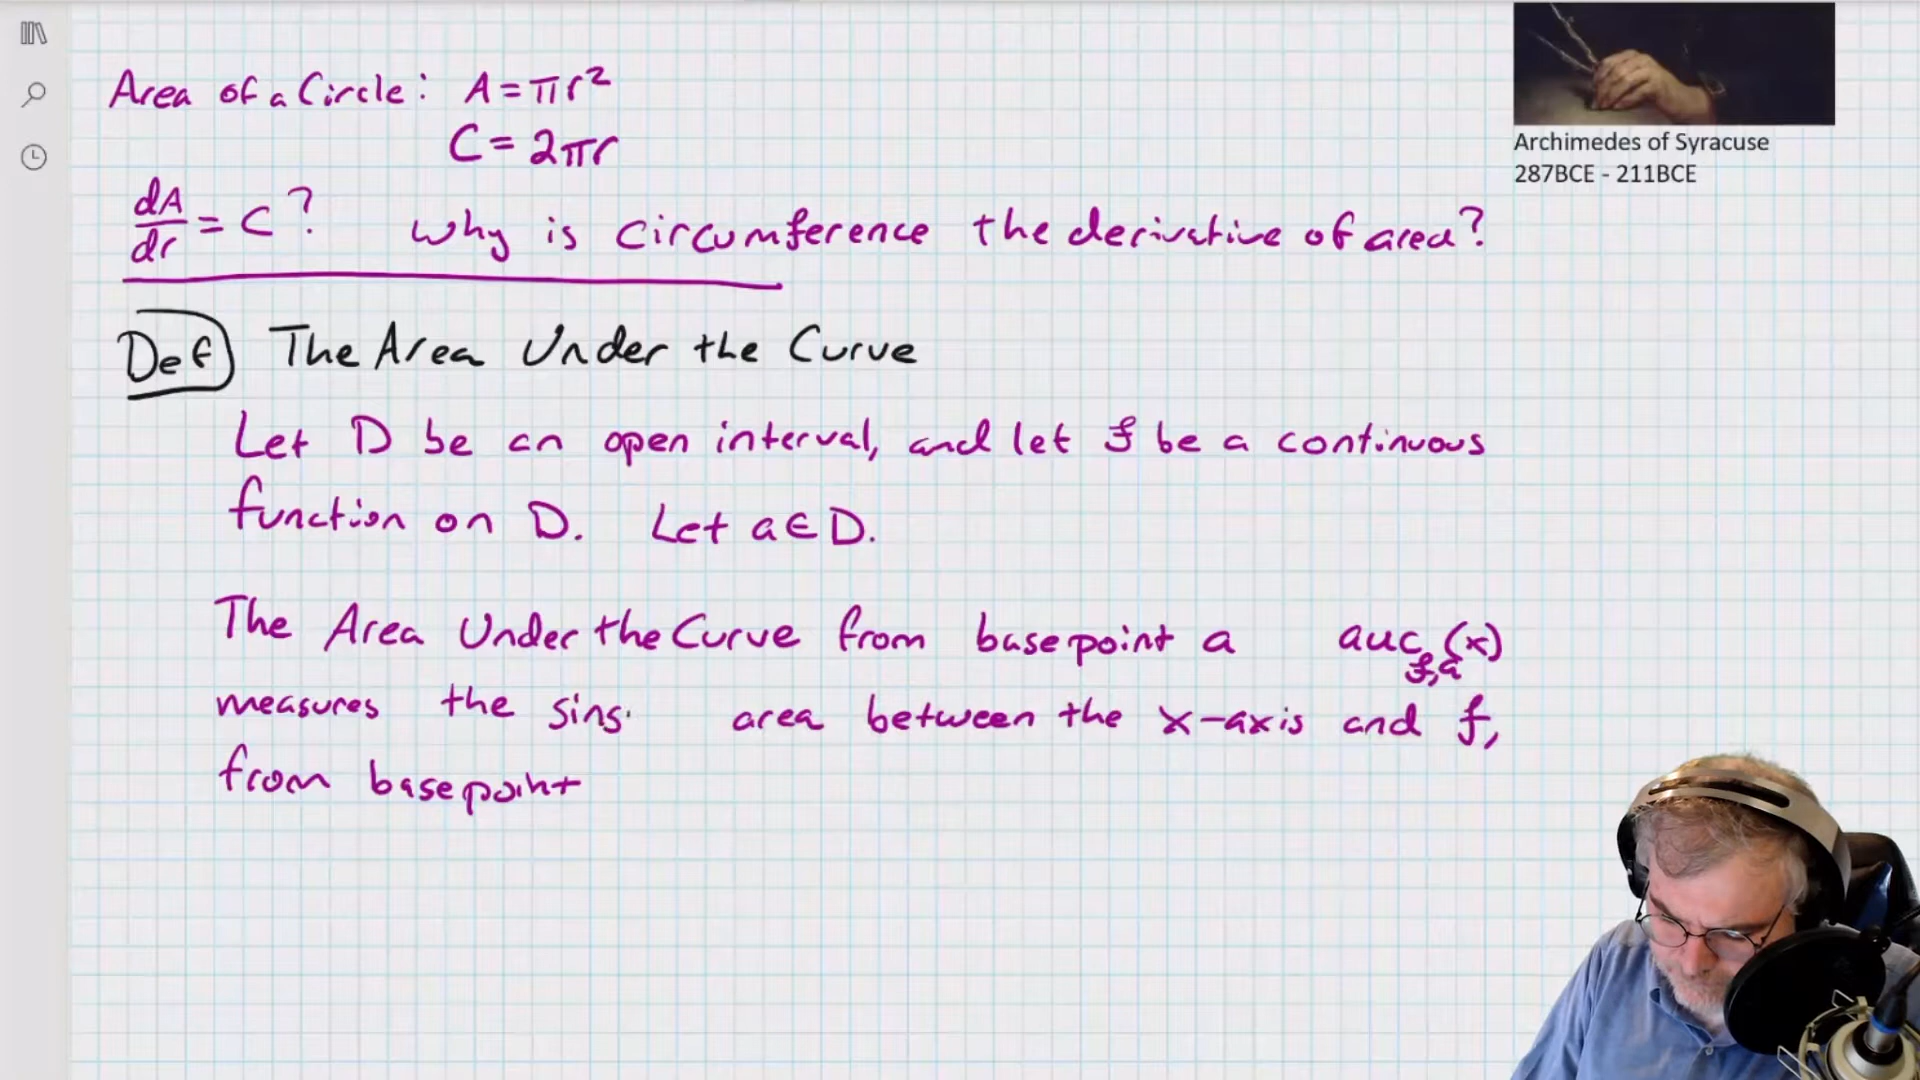 Area of a Circle: A = πr²
C = 2πr
dA/dr = C? Why is circumference the derivative of area?
Archimedes of Syracuse
287BCE - 211BCE
Def The Area Under the Curve
Let D be an open interval, and let f be a continuous
function on D. Let a ∈ D.
The Area Under the Curve from basepoint a auc_f,a(x)
measures the area between the x-axis and f,
from basepoint